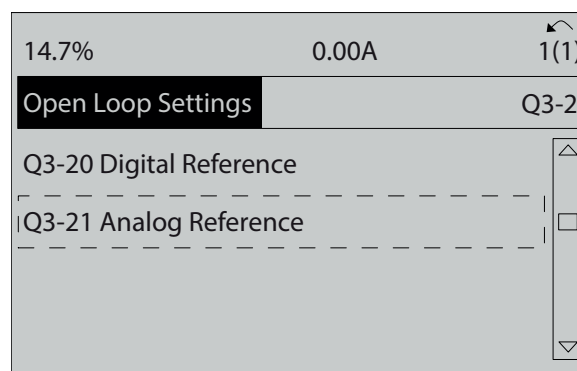 14.7% 0.00A 1(1)
Open Loop Settings Q3-2
Q3-20 Digital Reference
Q3-21 Analog Reference